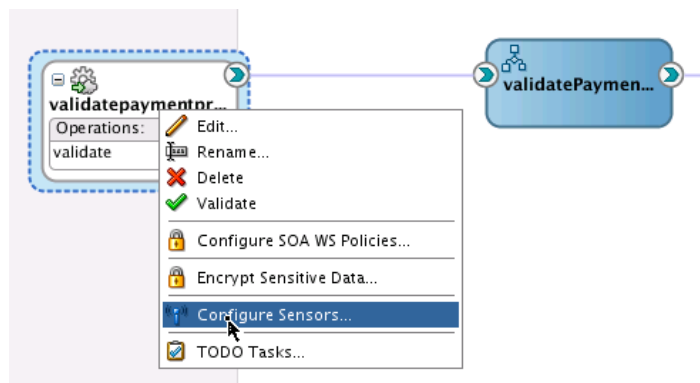 validatepaymentpr...
Operations:
validate
validatePaymen...
Edit...
Rename...
Delete
Validate
Configure SOA WS Policies...
Encrypt Sensitive Data...
Configure Sensors...
TODO Tasks...